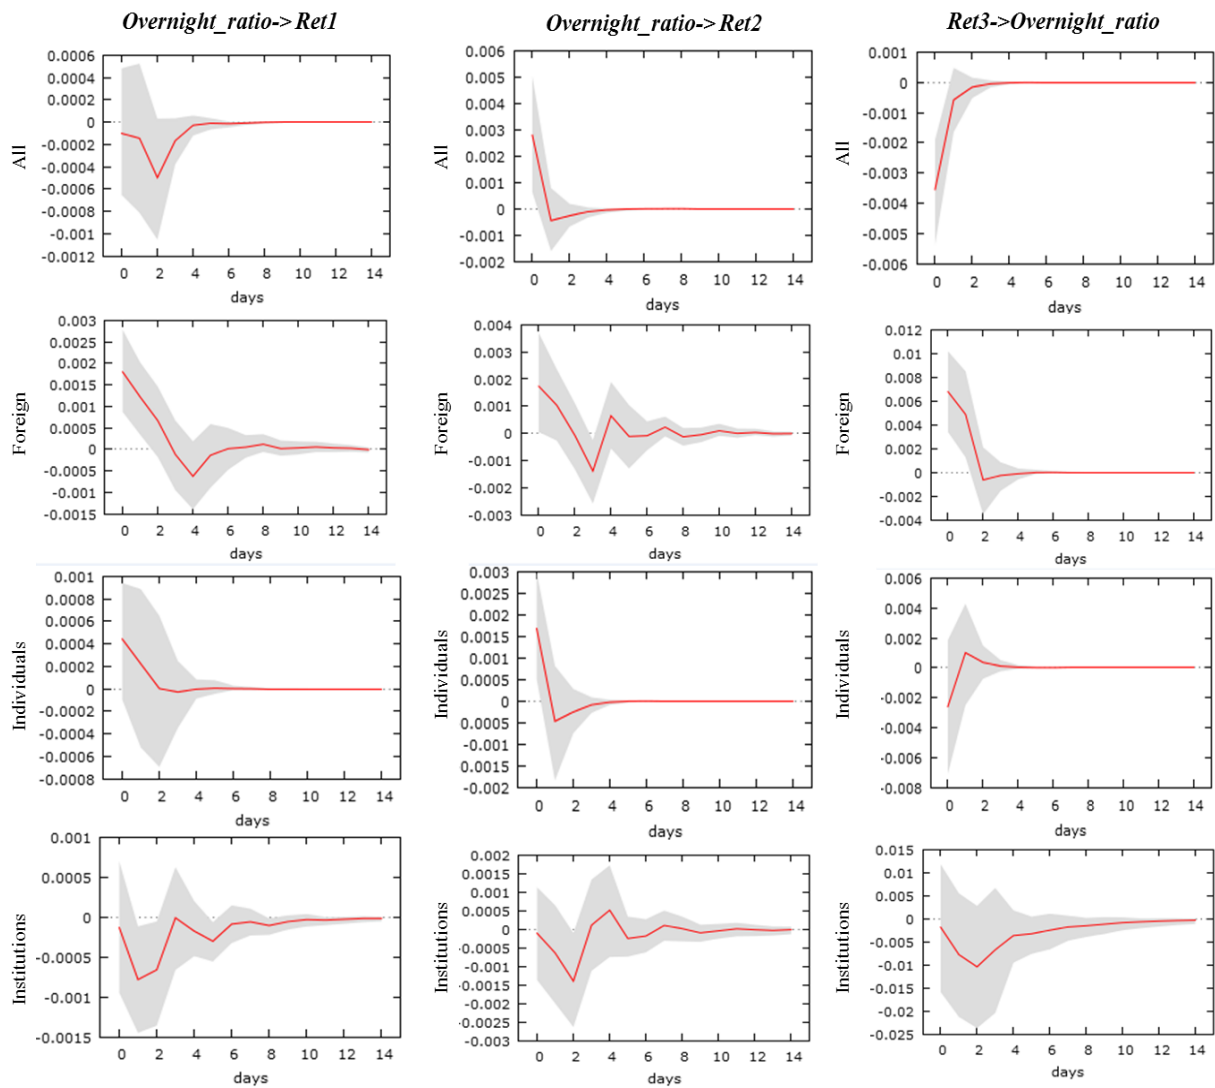 Overnight_ratio->Ret1 Overnight_ratio->Ret2 Ret3->Overnight_ratio
All
0.0006
0.0004
0.0002
0
-0.0002
-0.0004
-0.0006
-0.0008
-0.001
-0.0012
0 2 4 6 8 10 12 14
days
All
0.006
0.005
0.004
0.003
0.002
0.001
0
-0.001
-0.002
0 2 4 6 8 10 12 14
days
All
0.001
0
-0.001
-0.002
-0.003
-0.004
-0.005
-0.006
0 2 4 6 8 10 12 14
days
Foreign
0.003
0.0025
0.002
0.0015
0.001
0.0005
0
-0.0005
-0.001
-0.0015
0 2 4 6 8 10 12 14
days
Foreign
0.004
0.003
0.002
0.001
0
-0.001
-0.002
-0.003
0 2 4 6 8 10 12 14
days
Foreign
0.012
0.01
0.008
0.006
0.004
0.002
0
-0.002
-0.004
0 2 4 6 8 10 12 14
days
Individuals
0.001
0.0008
0.0006
0.0004
0.0002
0
-0.0002
-0.0004
-0.0006
-0.0008
0 2 4 6 8 10 12 14
days
Individuals
0.003
0.0025
0.002
0.0015
0.001
0.0005
0
-0.0005
-0.001
-0.0015
-0.002
0 2 4 6 8 10 12 14
days
Individuals
0.006
0.004
0.002
0
-0.002
-0.004
-0.006
-0.008
0 2 4 6 8 10 12 14
days
Institutions
0.001
0.0005
0
-0.0005
-0.001
-0.0015
0 2 4 6 8 10 12 14
days
Institutions
0.002
0.0015
0.001
0.0005
0
-0.0005
-0.001
-0.0015
-0.002
-0.0025
-0.003
0 2 4 6 8 10 12 14
days
Institutions
0.015
0.01
0.005
0
-0.005
-0.01
-0.015
-0.02
-0.025
0 2 4 6 8 10 12 14
days